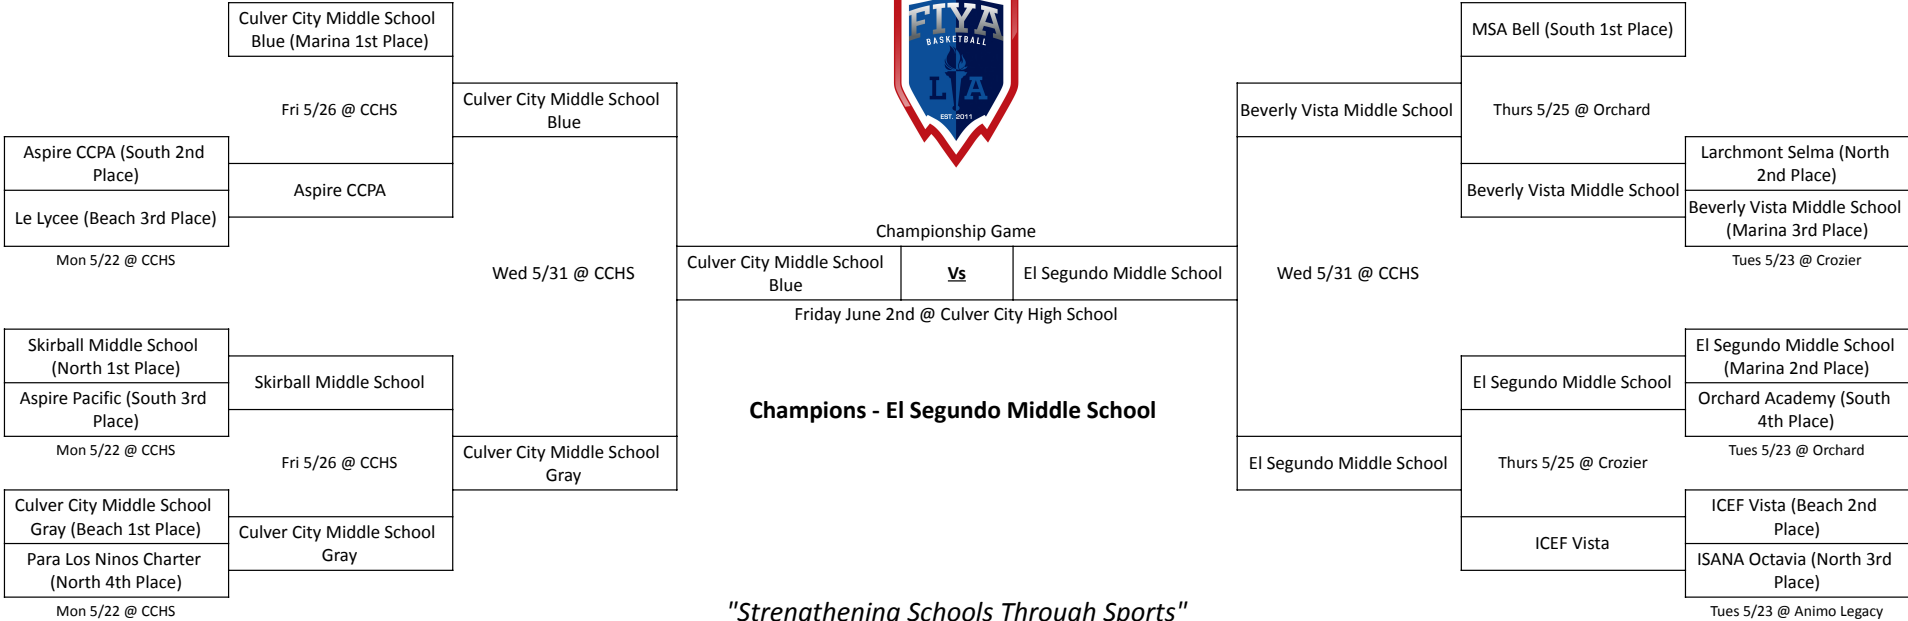 Culver City Middle School
Blue (Marina 1st Place)
Fri 5/26 @ CCHS
Culver City Middle School
Blue
Aspire CCPA (South 2nd
Place)
Le Lycee (Beach 3rd Place)
Mon 5/22 @ CCHS
Aspire CCPA
Wed 5/31 @ CCHS
Skirball Middle School
(North 1st Place)
Aspire Pacific (South 3rd
Place)
Mon 5/22 @ CCHS
Skirball Middle School
Fri 5/26 @ CCHS
Culver City Middle School
Gray
Culver City Middle School
Gray (Beach 1st Place)
Para Los Ninos Charter
(North 4th Place)
Mon 5/22 @ CCHS
Culver City Middle School
Gray
FIYA
BASKETBALL
L A
EST. 2011
Championship Game
Culver City Middle School
Blue
Vs
El Segundo Middle School
Friday June 2nd @ Culver City High School
Champions - El Segundo Middle School
"Strengthening Schools Through Sports"
MSA Bell (South 1st Place)
Beverly Vista Middle School
Thurs 5/25 @ Orchard
Beverly Vista Middle School
Larchmont Selma (North
2nd Place)
Beverly Vista Middle School
(Marina 3rd Place)
Tues 5/23 @ Crozier
Wed 5/31 @ CCHS
El Segundo Middle School
El Segundo Middle School
(Marina 2nd Place)
Orchard Academy (South
4th Place)
Tues 5/23 @ Orchard
El Segundo Middle School
Thurs 5/25 @ Crozier
ICEF Vista
ICEF Vista (Beach 2nd
Place)
ISANA Octavia (North 3rd
Place)
Tues 5/23 @ Animo Legacy